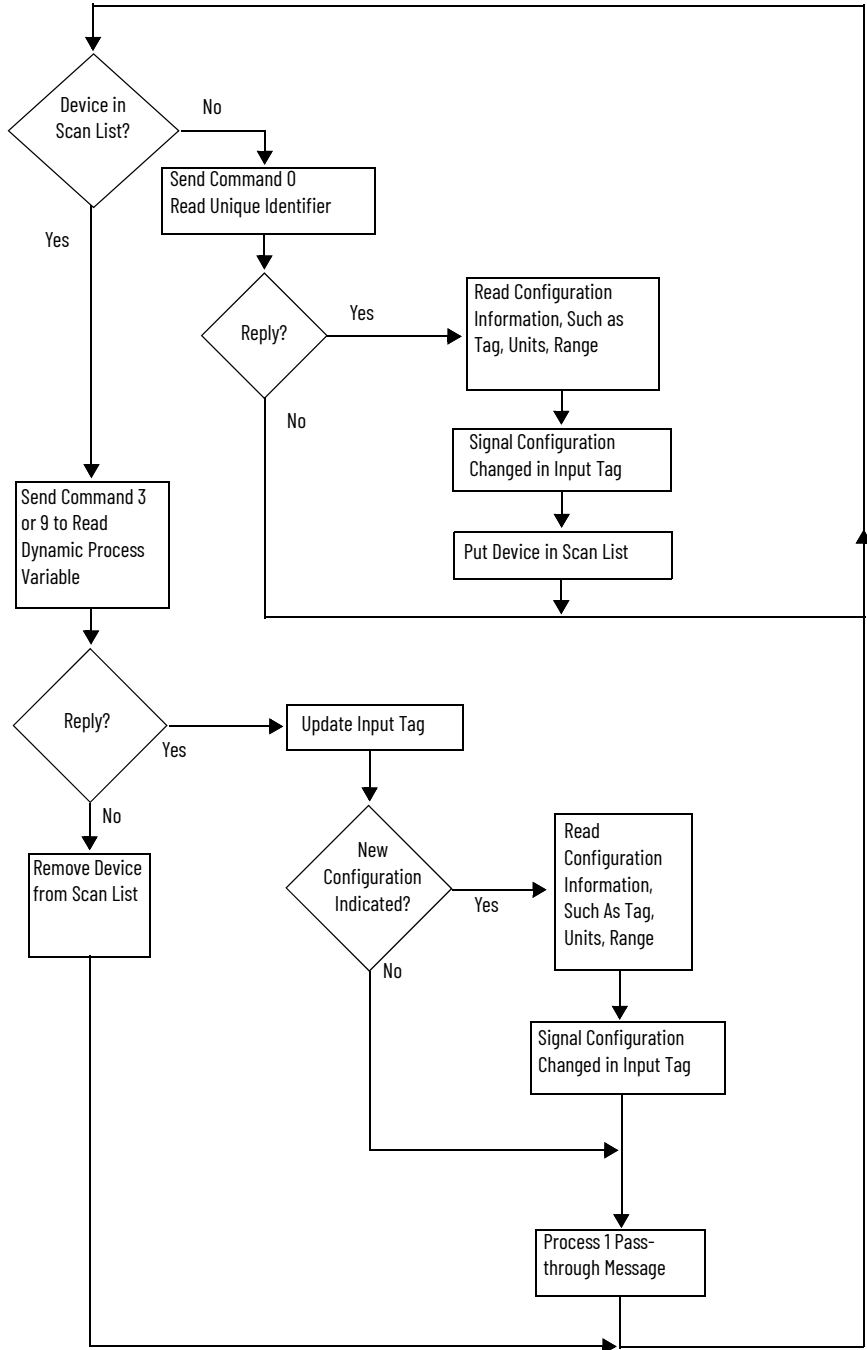 Device in
Scan List?
No
Send Command 0
Read Unique Identifier
Yes
Reply?
Yes
Read Configuration
Information, Such as
Tag, Units, Range
No
Signal Configuration
Changed in Input Tag
Put Device in Scan List
Send Command 3
or 9 to Read
Dynamic Process
Variable
Reply?
Yes
Update Input Tag
No
Remove Device
from Scan List
New
Configuration
Indicated?
Yes
Read
Configuration
Information,
Such As Tag,
Units, Range
No
Signal Configuration
Changed in Input Tag
Process 1 Pass-
through Message